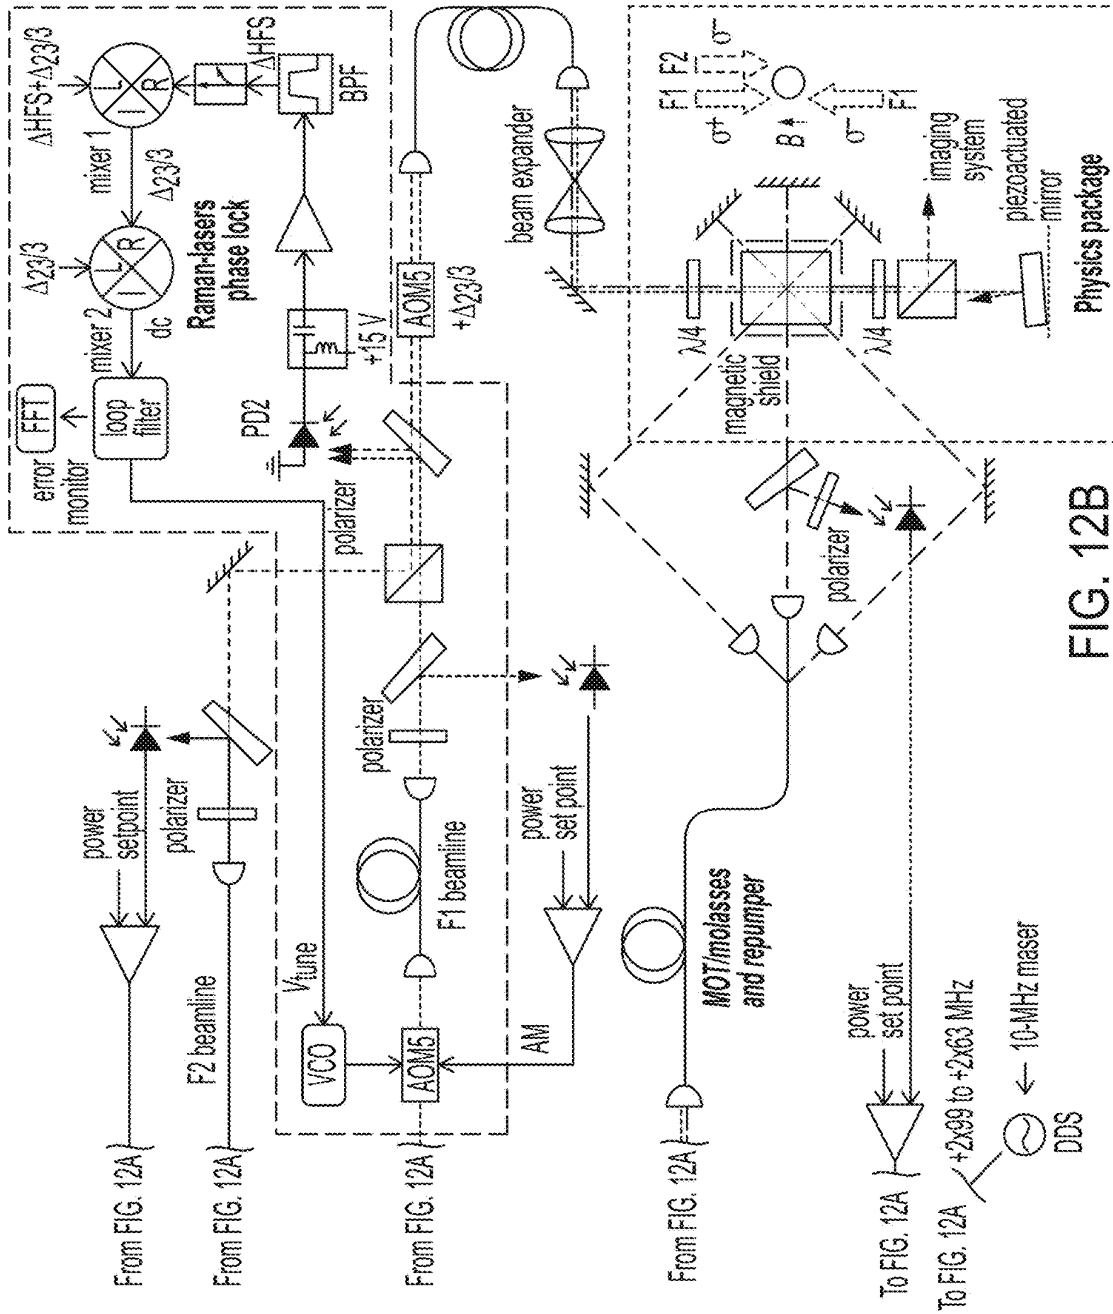 From FIG. 12A
power
setpoint
polarizer
From FIG. 12A
F2 beamline
error
monitor
FFT
loop
filter
mixer 2
dc
Δ23/3
I
L
R
Δ23/3
mixer 1
ΔHFS+Δ23/3
I
L
R
ΔHFS
BPF
Raman-lasers
phase lock
PD2
+15 V
polarizer
VCO
Vtune
From FIG. 12A
AOM5
F1 beamline
polarizer
AOM5
+Δ23/3
AM
power
set point
beam expander
From FIG. 12A
MOT/molasses
and repumper
polarizer
magnetic
shield
λ/4
λ/4
F1
F2
σ+
σ-
B
σ-
F1
imaging
system
piezoactuated
mirror
Physics package
To FIG. 12A
power
set point
To FIG. 12A
+2x99 to +2x63 MHz
DDS
10-MHz maser
FIG. 12B